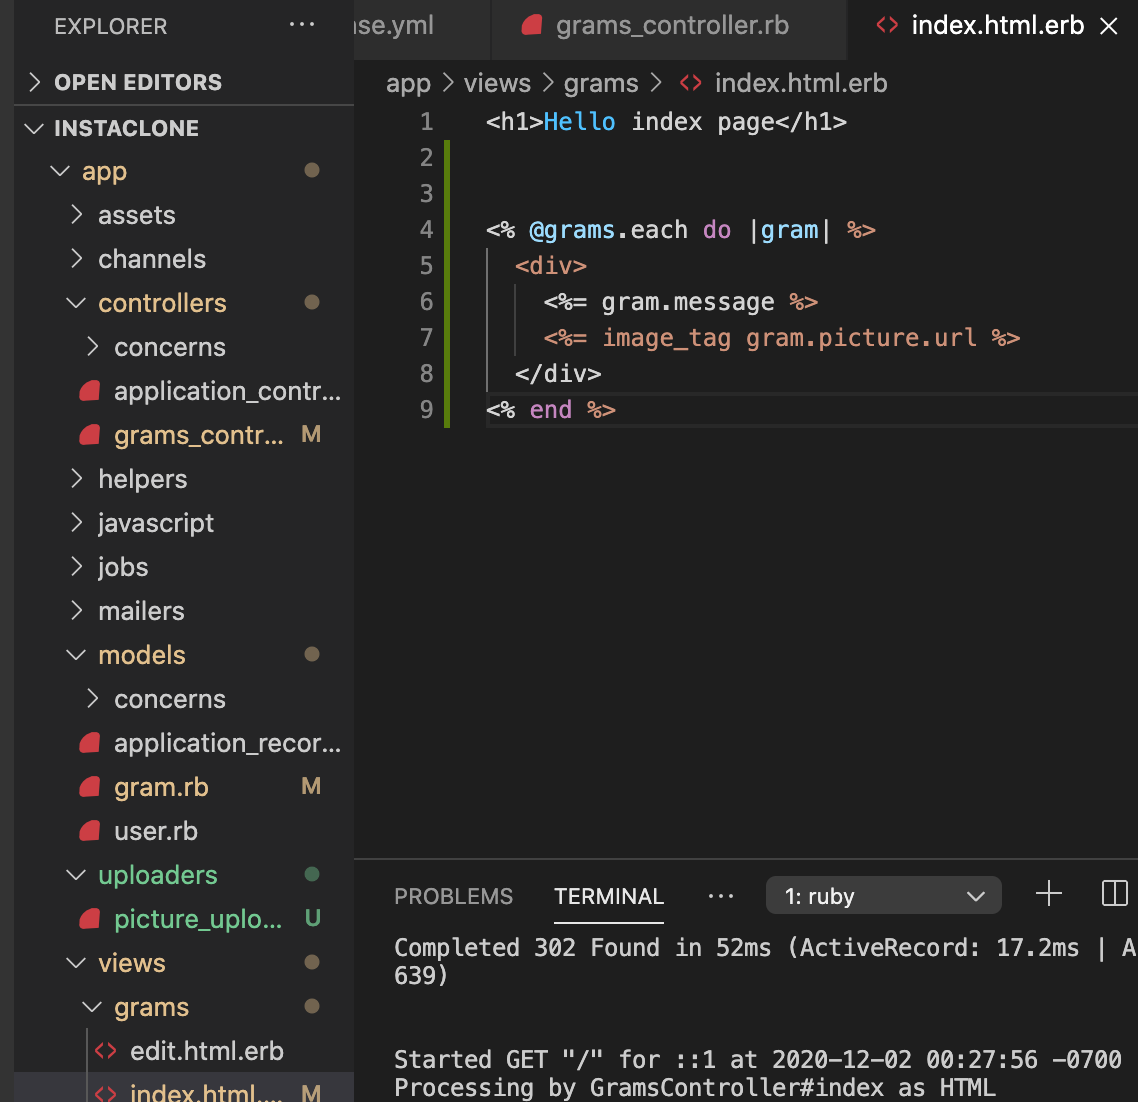 EXPLORER
OPEN EDITORS
INSTACLONE
app
assets
channels
controllers
concerns
application_contr...
grams_contr... M
helpers
javascript
jobs
mailers
models
concerns
application_recor...
gram.rb M
user.rb
uploaders
picture_uplo... U
views
grams
edit.html.erb
index.html.... M
se.yml
grams_controller.rb
index.html.erb
app > views > grams > <> index.html.erb
1 <h1>Hello index page</h1>
2
3
4 <% @grams.each do |gram| %>
5 <div>
6 <%= gram.message %>
7 <%= image_tag gram.picture.url %>
8 </div>
9 <% end %>
PROBLEMS TERMINAL ... 1: ruby
Completed 302 Found in 52ms (ActiveRecord: 17.2ms | A
639)
Started GET "/" for ::1 at 2020-12-02 00:27:56 -0700
Processing by GramsController#index as HTML